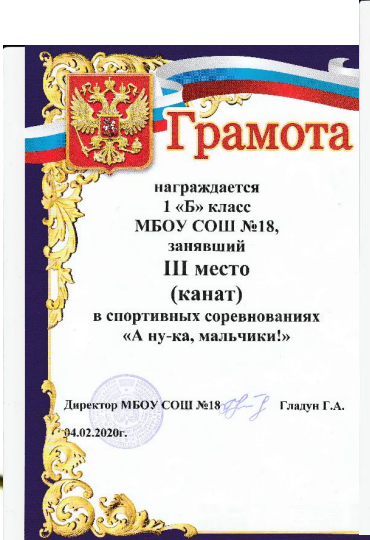 Грамота
награждается
1 «Б» класс
МБОУ СОШ №18,
занявший
III место
(канат)
в спортивных соревнованиях
«А ну-ка, мальчики!»
Директор МБОУ СОШ №18 Гладун Г.А.
04.02.2020г.